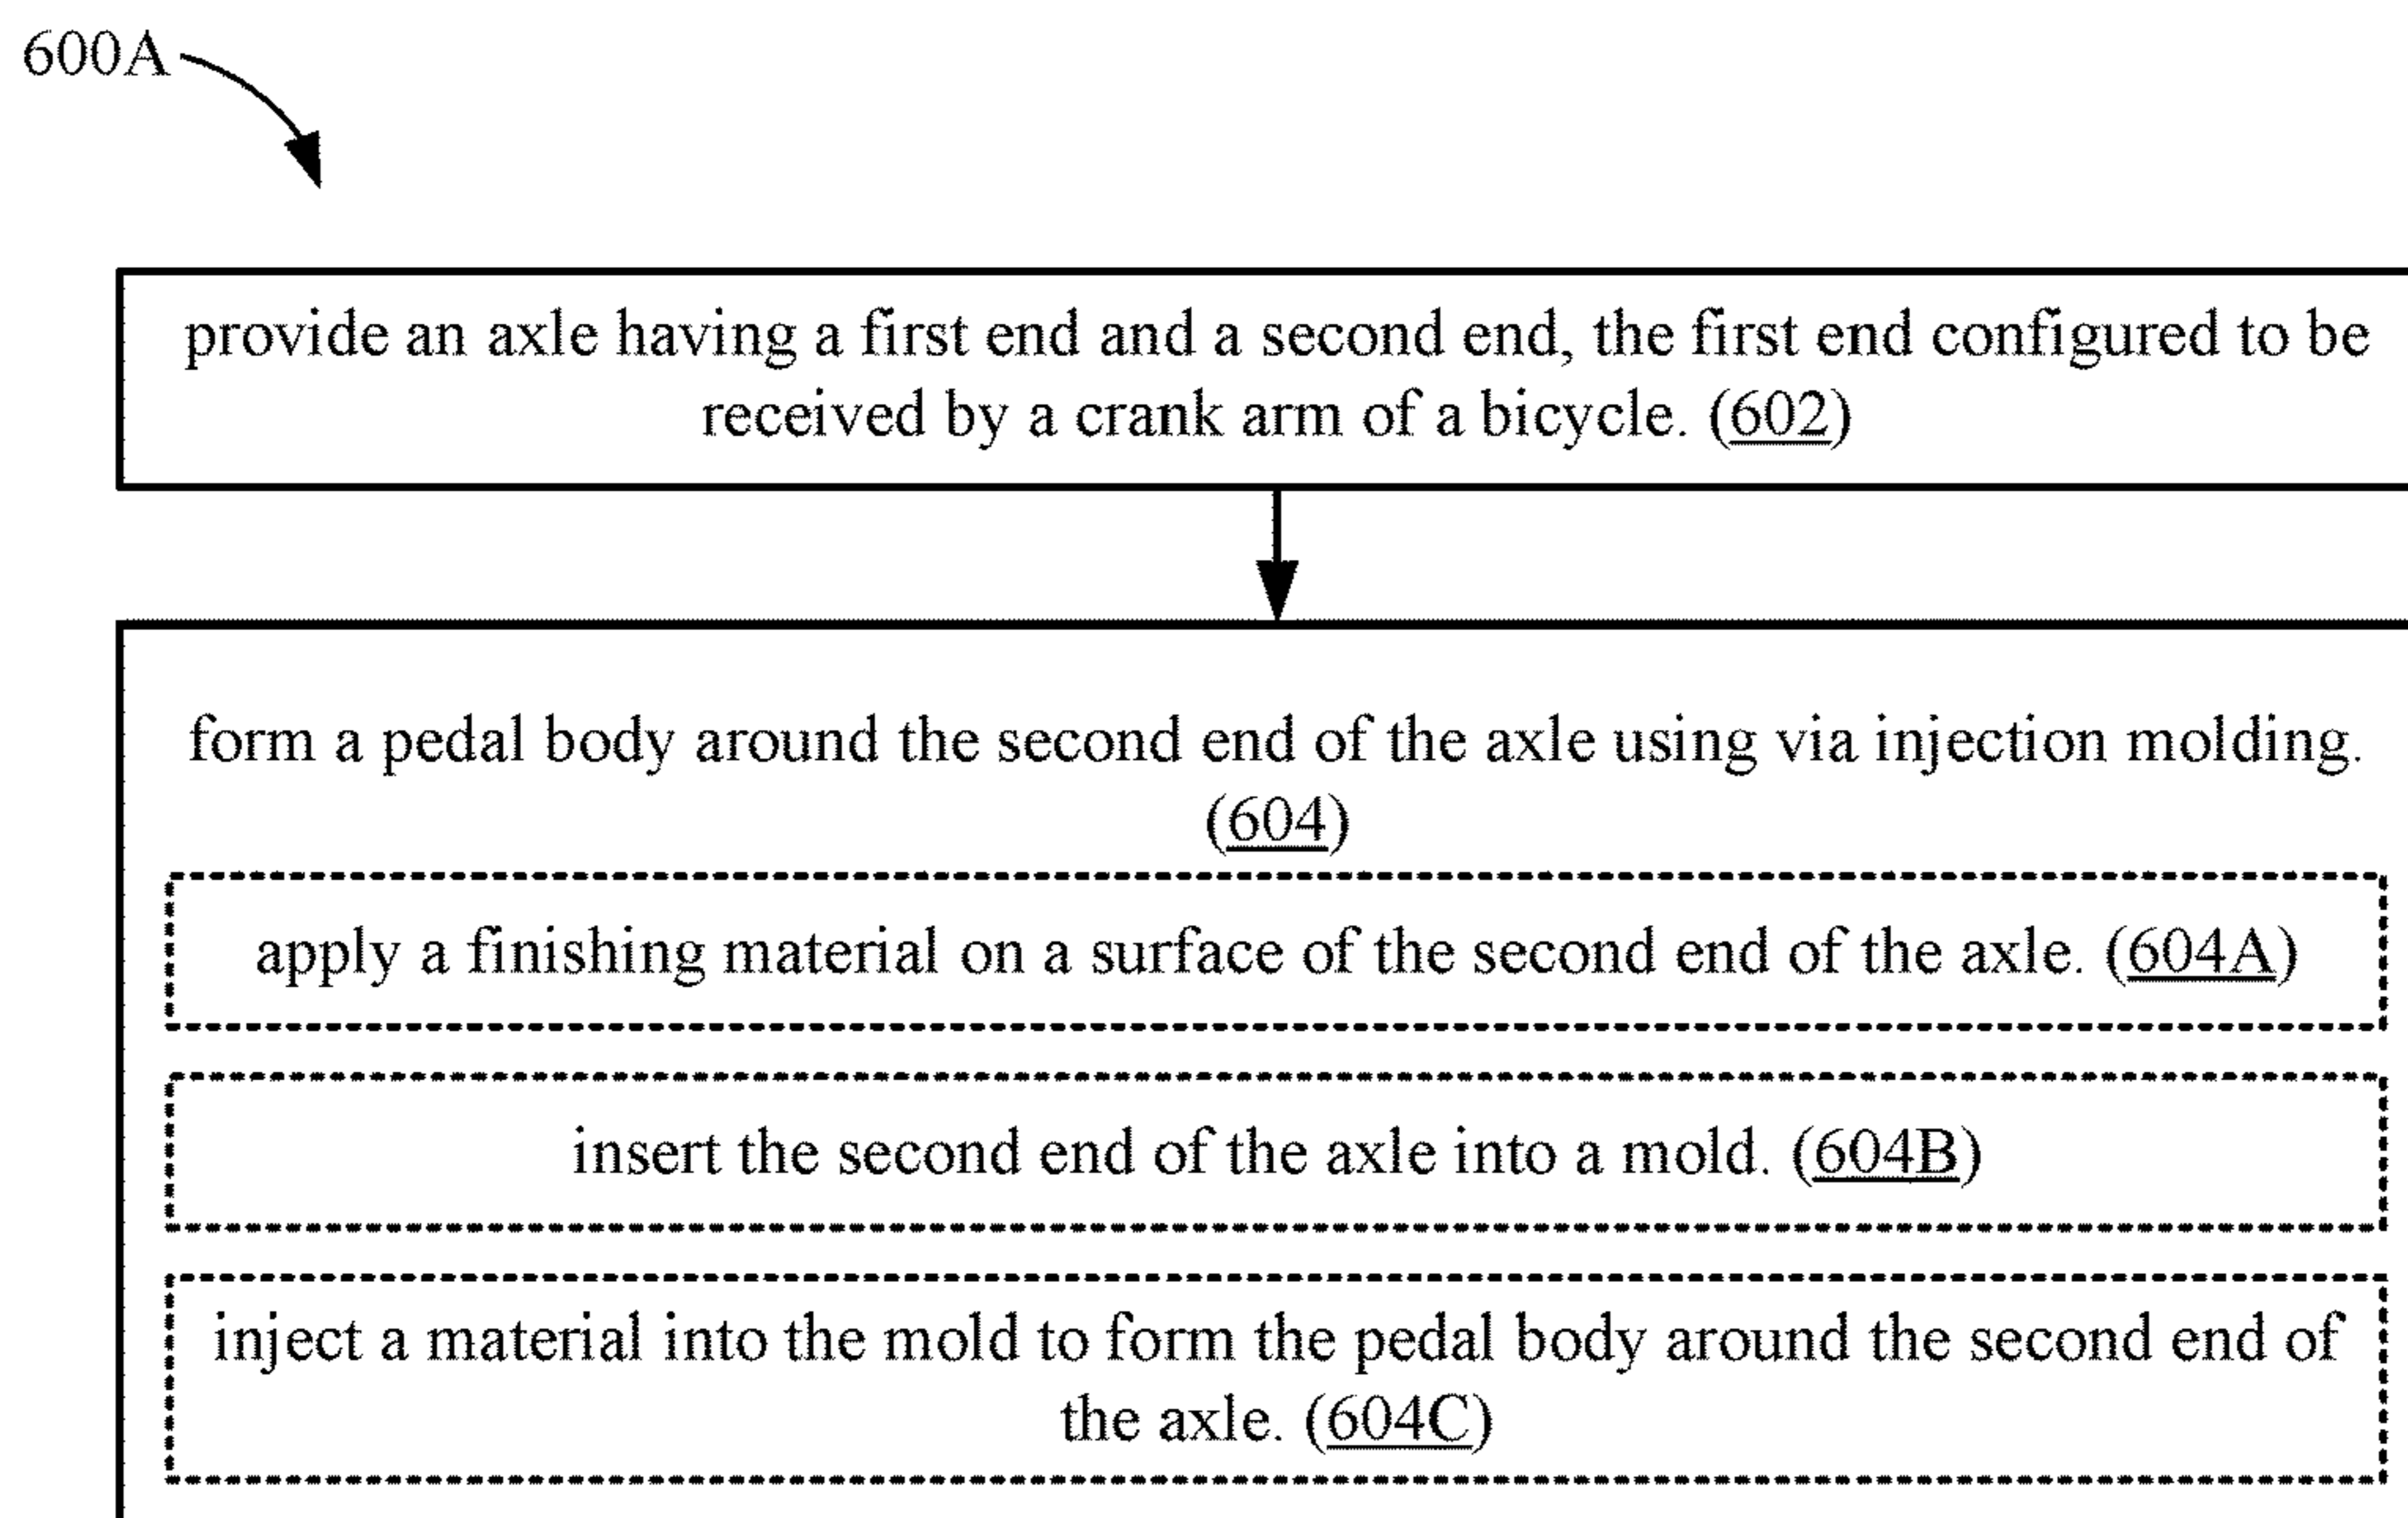 600A
provide an axle having a first end and a second end, the first end configured to be
received by a crank arm of a bicycle. (602)
form a pedal body around the second end of the axle using via injection molding.
(604)
apply a finishing material on a surface of the second end of the axle. (604A)
insert the second end of the axle into a mold. (604B)
inject a material into the mold to form the pedal body around the second end of
the axle. (604C)